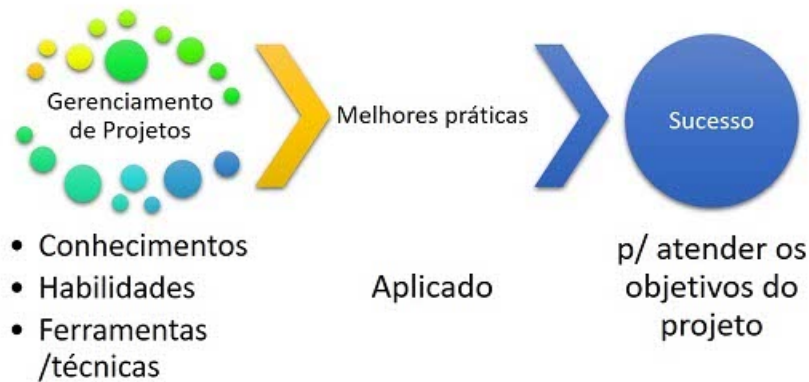 Gerenciamento
de Projetos
Melhores práticas
Sucesso
• Conhecimentos
• Habilidades
• Ferramentas
/técnicas
Aplicado
p/ atender os
objetivos do
projeto